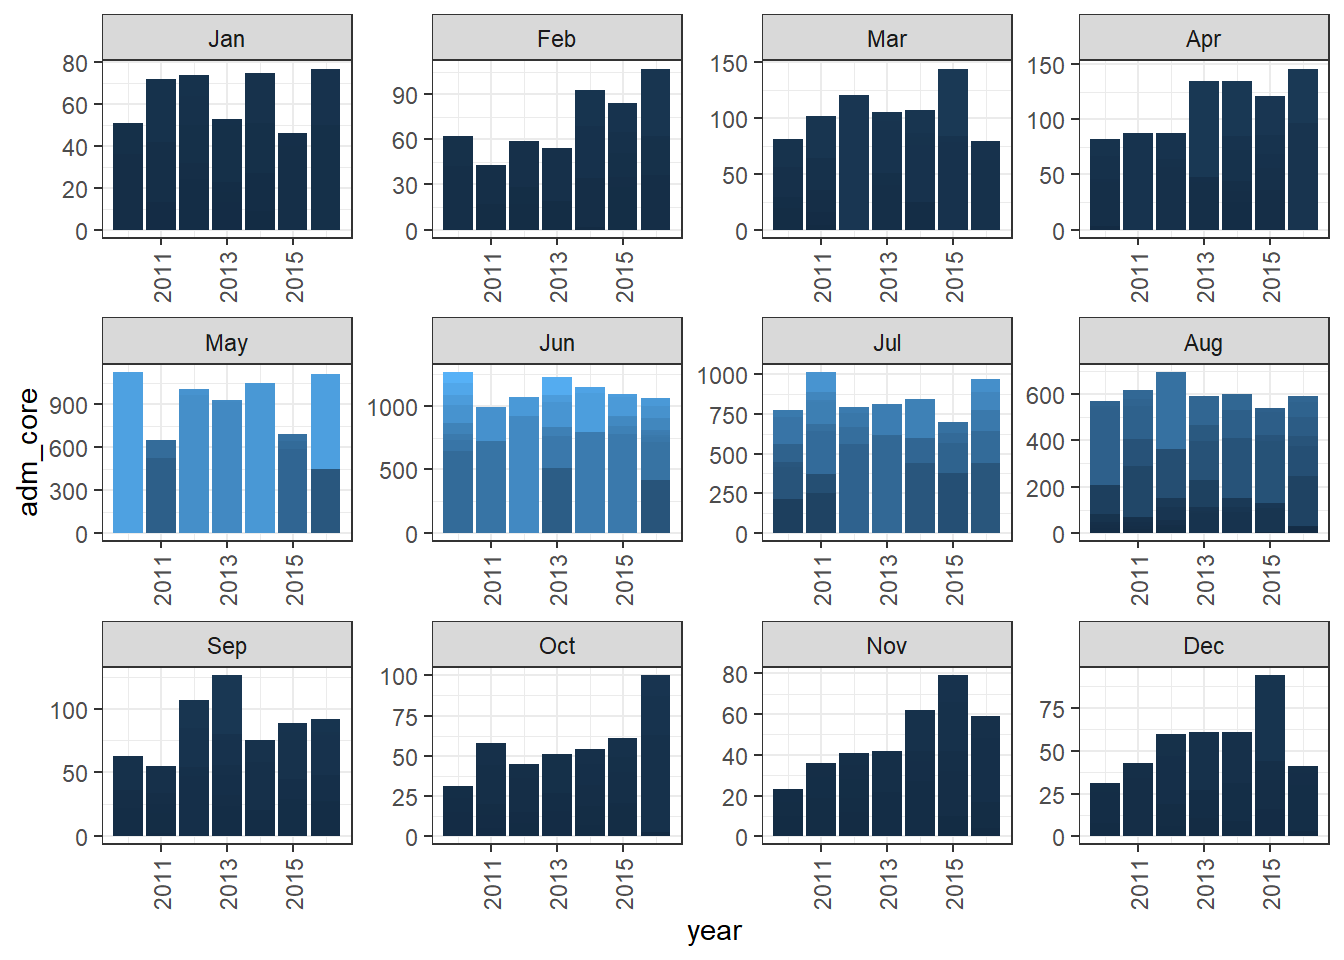 Jan Feb Mar Apr
80 60 40 20 0
90 60 30 0
150 100 50 0
150 100 50 0
2011 2013 2015 2011 2013 2015 2011 2013 2015 2011 2013 2015
adm_core
May Jun Jul Aug
900 600 300 0
1000 500 0
1000 750 500 250 0
600 400 200 0
2011 2013 2015 2011 2013 2015 2011 2013 2015 2011 2013 2015
Sep Oct Nov Dec
100 50 0
100 75 50 25 0
80 60 40 20 0
75 50 25 0
2011 2013 2015 2011 2013 2015 2011 2013 2015 2011 2013 2015
year